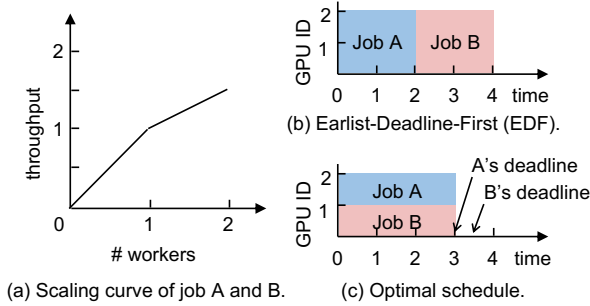 2
1
0
1
2
throughput
# workers
(a) Scaling curve of job A and B.
2
1
GPU ID
Job A
Job B
0
1
2
3
4
time
(b) Earlist-Deadline-First (EDF).
A's deadline
B's deadline
2
1
GPU ID
Job A
Job B
0
1
2
3
4
time
(c) Optimal schedule.